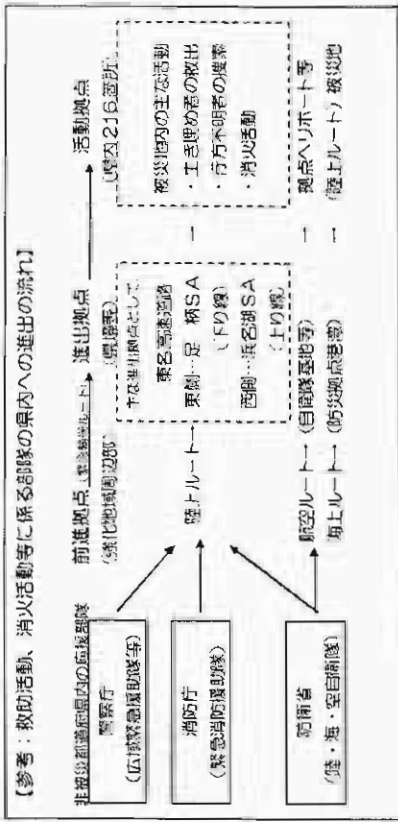 【参考：救助活動、消火活動等に係る部隊の県内への進出の流れ】
前進拠点（緊急輸送ルート）→ 進出拠点 → 活動拠点
非被災都道府県内の応援部隊 （強化地域周辺部） （県境等） （県内216箇所）
警察庁
（広域緊急援助隊等）
消防庁
（緊急消防援助隊）
防衛省
（陸・海・空自衛隊）
陸上ルート→
主な進出拠点として、
東名高速道路
東側…足柄SA
（下り線）
西側…浜名湖SA
（上り線）
→
被災地内の主な活動
・生き埋め者の救出
・行方不明者の捜索
・消火活動
航空ルート→（自衛隊基地等） → 拠点ヘリポート等
海上ルート→（防災拠点港湾） → （陸上ルート）被災地